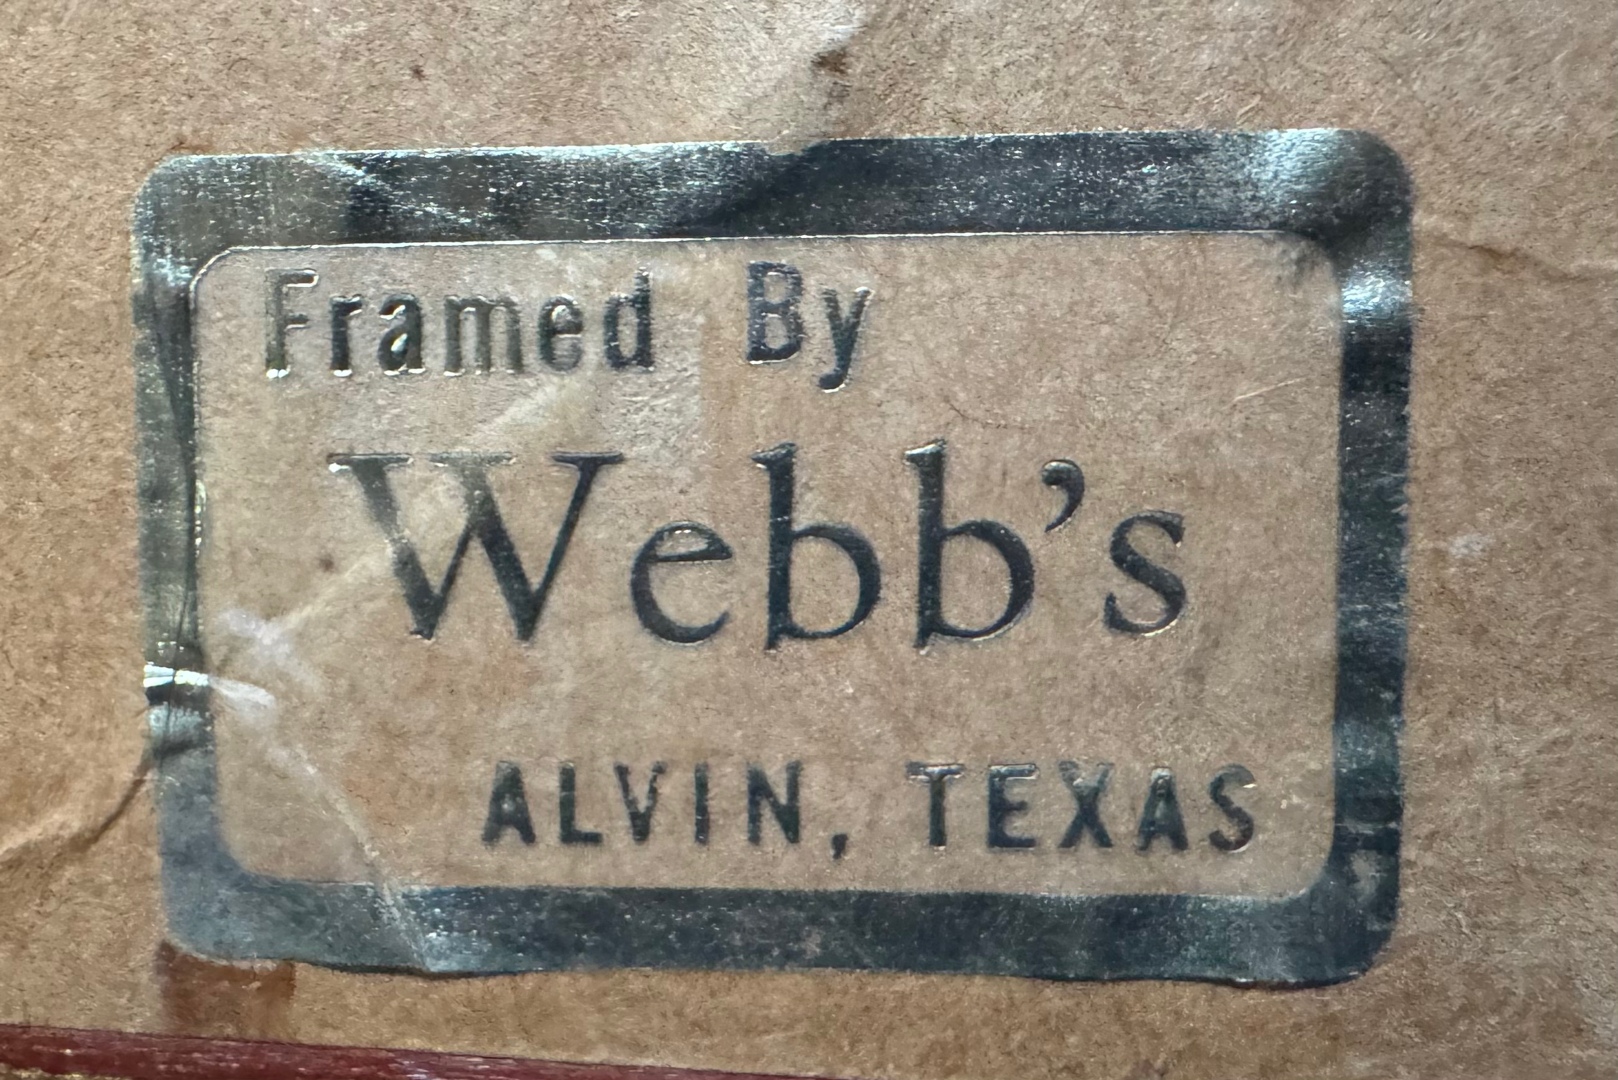 Framed By
Webb's
ALVIN, TEXAS